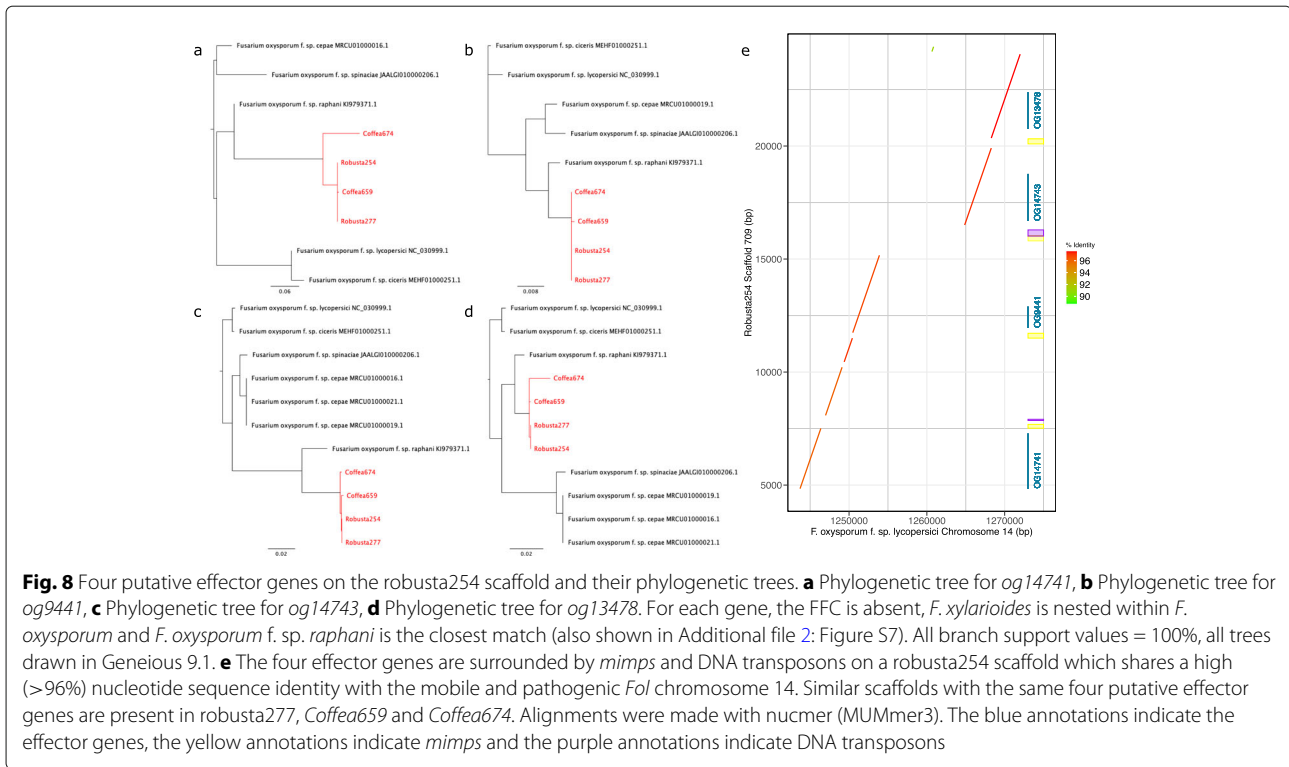 a
Fusarium oxysporum f. sp. cepae MRCU01000016.1
Fusarium oxysporum f. sp. spinaciae JAALGI010000206.1
Fusarium oxysporum f. sp. raphani KI979371.1
Coffea674
Robusta254
Coffea659
Robusta277
Fusarium oxysporum f. sp. lycopersici NC_030999.1
Fusarium oxysporum f. sp. ciceris MEHF01000251.1
0.06
b
Fusarium oxysporum f. sp. ciceris MEHF01000251.1
Fusarium oxysporum f. sp. lycopersici NC_030999.1
Fusarium oxysporum f. sp. cepae MRCU01000019.1
Fusarium oxysporum f. sp. spinaciae JAALGI010000206.1
Fusarium oxysporum f. sp. raphani KI979371.1
Coffea674
Coffea659
Robusta254
Robusta277
0.008
c
Fusarium oxysporum f. sp. lycopersici NC_030999.1
Fusarium oxysporum f. sp. ciceris MEHF01000251.1
Fusarium oxysporum f. sp. spinaciae JAALGI010000206.1
Fusarium oxysporum f. sp. cepae MRCU01000016.1
Fusarium oxysporum f. sp. cepae MRCU01000021.1
Fusarium oxysporum f. sp. cepae MRCU01000019.1
Fusarium oxysporum f. sp. raphani KI979371.1
Coffea674
Coffea659
Robusta254
Robusta277
0.02
d
Fusarium oxysporum f. sp. lycopersici NC_030999.1
Fusarium oxysporum f. sp. ciceris MEHF01000251.1
Fusarium oxysporum f. sp. raphani KI979371.1
Coffea674
Coffea659
Robusta277
Robusta254
Fusarium oxysporum f. sp. spinaciae JAALGI010000206.1
Fusarium oxysporum f. sp. cepae MRCU01000019.1
Fusarium oxysporum f. sp. cepae MRCU01000016.1
Fusarium oxysporum f. sp. cepae MRCU01000021.1
0.02
e
Robusta254 Scaffold 709 (bp)
20000
15000
10000
5000
OG13478
OG14743
OG9441
OG14741
1250000 1260000 1270000
F. oxysporum f. sp. lycopersici Chromosome 14 (bp)
% Identity
96
94
92
90
Fig. 8 Four putative effector genes on the robusta254 scaffold and their phylogenetic trees. a Phylogenetic tree for og14741, b Phylogenetic tree for
og9441, c Phylogenetic tree for og14743, d Phylogenetic tree for og13478. For each gene, the FFC is absent, F. xylarioides is nested within F.
oxysporum and F. oxysporum f. sp. raphani is the closest match (also shown in Additional file 2: Figure S7). All branch support values = 100%, all trees
drawn in Geneious 9.1. e The four effector genes are surrounded by mimps and DNA transposons on a robusta254 scaffold which shares a high
(>96%) nucleotide sequence identity with the mobile and pathogenic Fol chromosome 14. Similar scaffolds with the same four putative effector
genes are present in robusta277, Coffea659 and Coffea674. Alignments were made with nucmer (MUMmer3). The blue annotations indicate the
effector genes, the yellow annotations indicate mimps and the purple annotations indicate DNA transposons